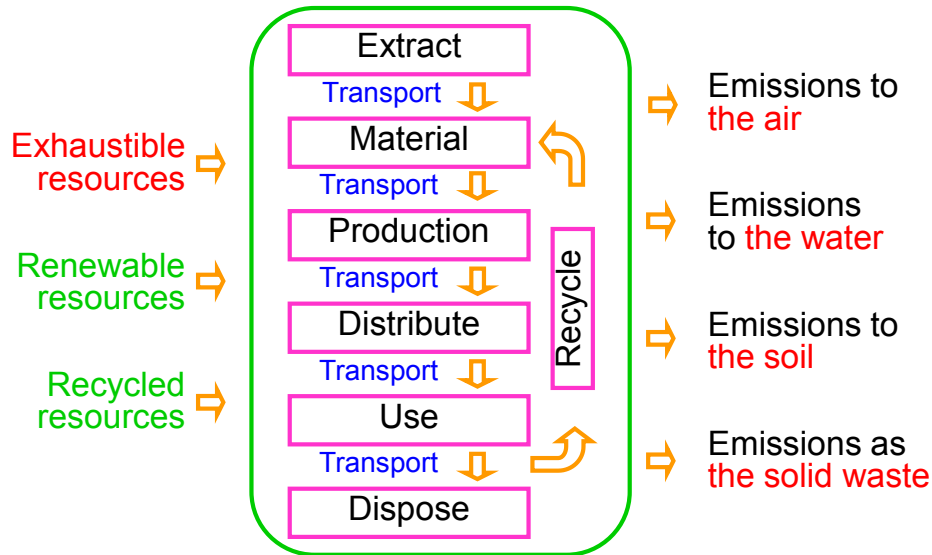 Exhaustible
resources
Renewable
resources
Recycled
resources
Extract
Transport
Material
Transport
Production
Transport
Distribute
Transport
Use
Transport
Dispose
Recycle
Emissions to
the air
Emissions
to the water
Emissions to
the soil
Emissions as
the solid waste